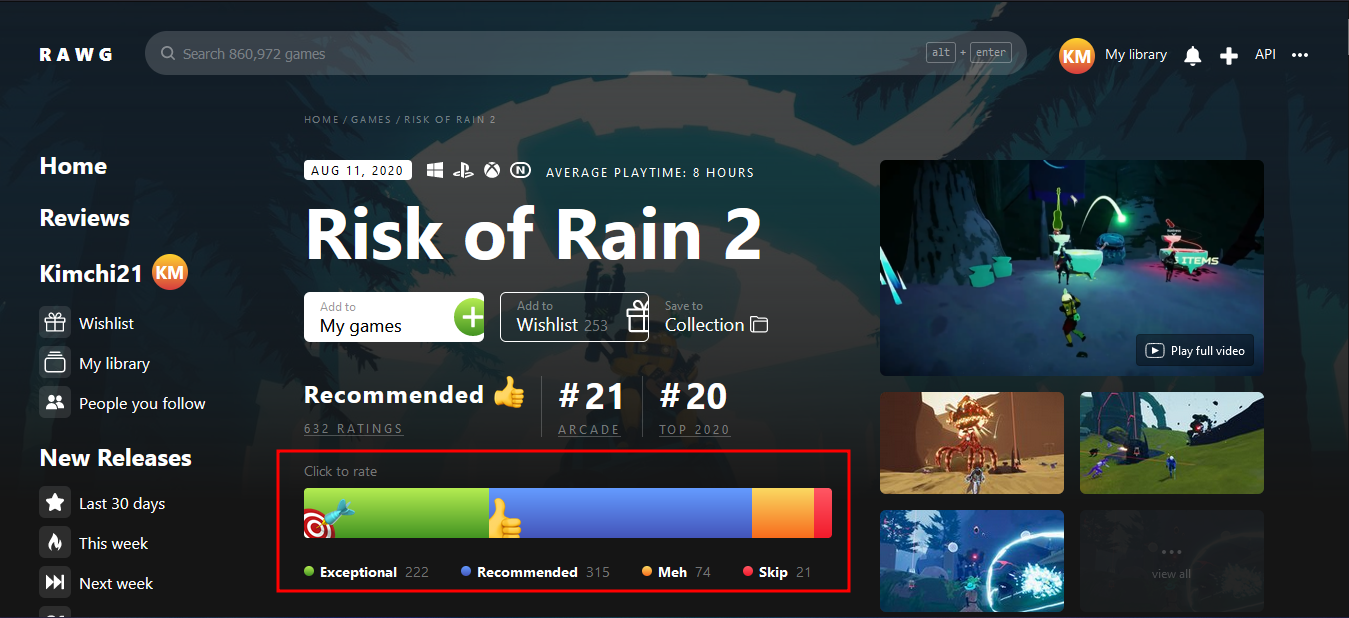 RAWG
Search 860,972 games
alt + enter
KM
My library
API
HOME / GAMES / RISK OF RAIN 2
Home
Reviews
Kimchi21 KM
Wishlist
My library
People you follow
New Releases
Last 30 days
This week
Next week
AUG 11, 2020
AVERAGE PLAYTIME: 8 HOURS
Risk of Rain 2
Add to
My games
Add to
Wishlist 253
Save to
Collection
Recommended
632 RATINGS
#21
ARCADE
#20
TOP 2020
Click to rate
Exceptional 222
Recommended 315
Meh 74
Skip 21
ITEMS
Play full video
view all